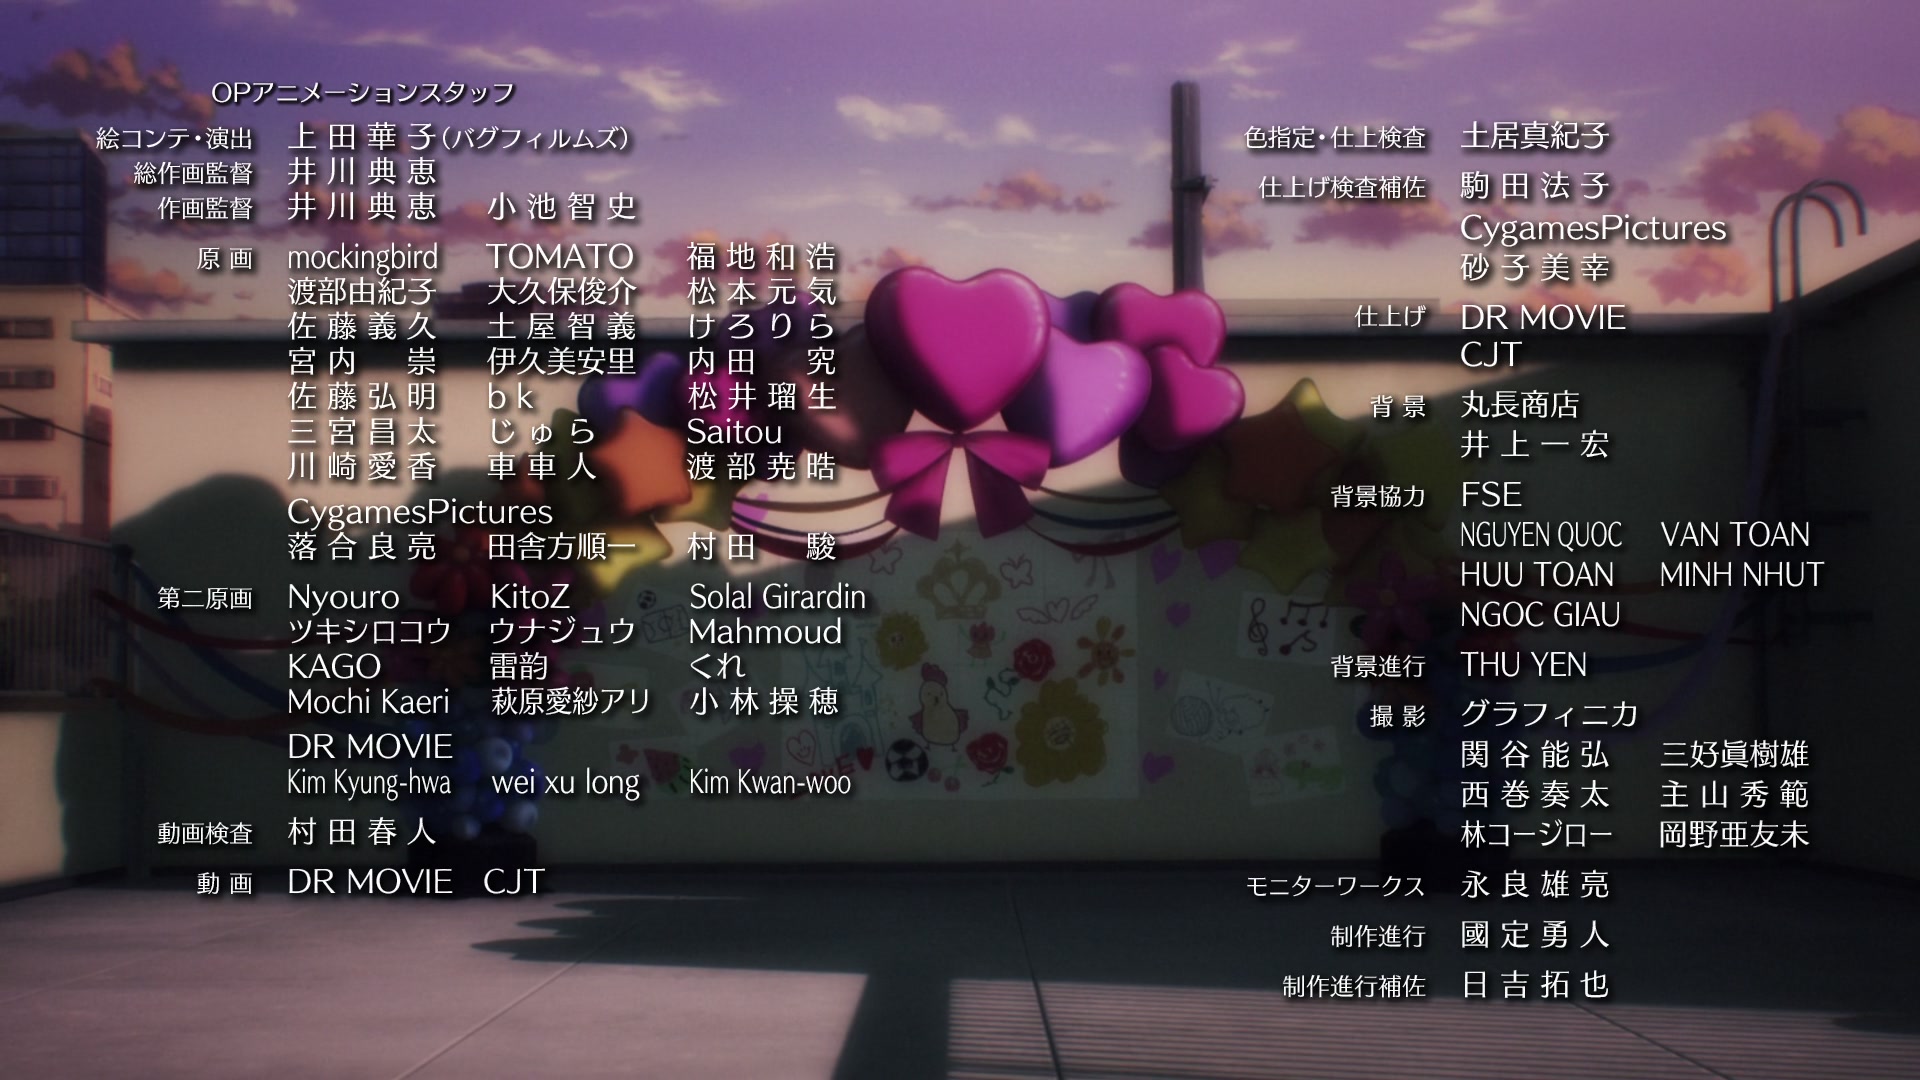 OPアニメーションスタッフ
絵コンテ・演出 上田華子(バグフィルムズ)
総作画監督 井川典恵
作画監督 井川典恵 小池智史
原画 mockingbird TOMATO 福地和浩
渡部由紀子 大久保俊介 松本元気
佐藤義久 土屋智義 けろりら
宮内崇 伊久美安里 内田究
佐藤弘明 bk 松井瑠生
三宮昌太 じゅら Saitou
川崎愛香 車車人 渡部尭晧
CygamesPictures
落合良亮 田舎方順一 村田駿
第二原画 Nyouro KitoZ Solal Girardin
ツキシロコウ ウナジュウ Mahmoud
KAGO 雷韵 くれ
Mochi Kaeri 萩原愛紗アリ 小林操穂
DR MOVIE
Kim Kyung-hwa wei xu long Kim Kwan-woo
動画検査 村田春人
動画 DR MOVIE CJT
色指定・仕上検査 土居真紀子
仕上げ検査補佐 駒田法子
CygamesPictures
砂子美幸
仕上げ DR MOVIE
CJT
背景 丸長商店
井上一宏
背景協力 FSE
NGUYEN QUOC VAN TOAN
HUU TOAN MINH NHUT
NGOC GIAU
背景進行 THU YEN
撮影 グラフィニカ
関谷能弘 三好眞樹雄
西巻奏太 主山秀範
林コージロー 岡野亜友未
モニターワークス 永良雄亮
制作進行 國定勇人
制作進行補佐 日吉拓也